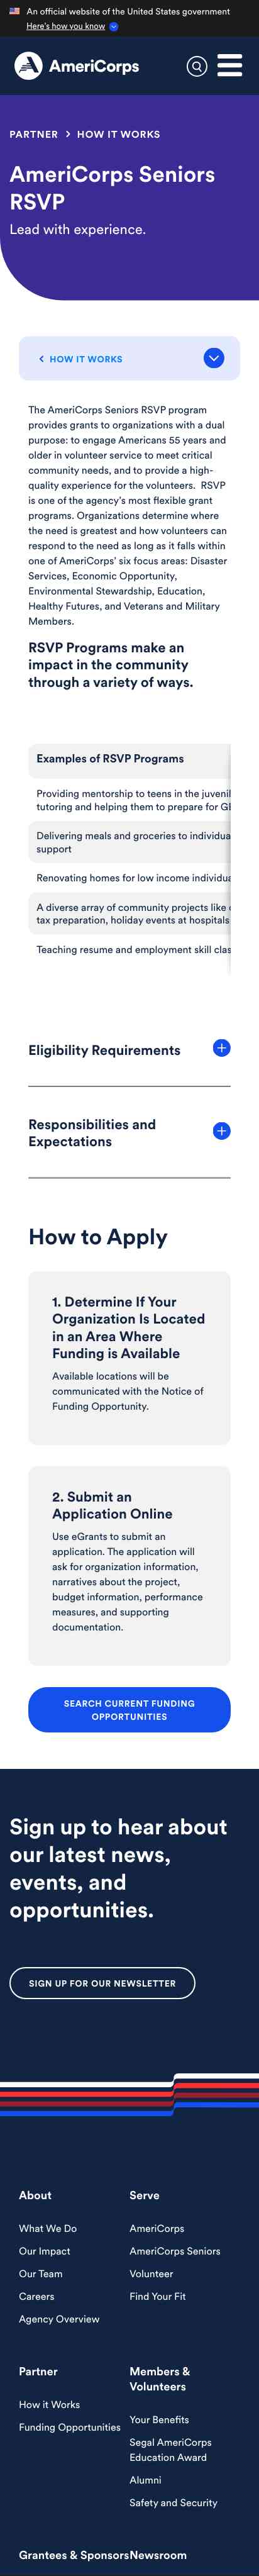 An official website of the United States government
Here's how you know
AmeriCorps
PARTNER > HOW IT WORKS
AmeriCorps Seniors
RSVP
Lead with experience.
< HOW IT WORKS
The AmeriCorps Seniors RSVP program
provides grants to organizations with a dual
purpose: to engage Americans 55 years and
older in volunteer service to meet critical
community needs, and to provide a high-
quality experience for the volunteers. RSVP
is one of the agency's most flexible grant
programs. Organizations determine where
the need is greatest and how volunteers can
respond to the need as long as it falls within
one of AmeriCorps' six focus areas: Disaster
Services, Economic Opportunity,
Environmental Stewardship, Education,
Healthy Futures, and Veterans and Military
Members.
RSVP Programs make an
impact in the community
through a variety of ways.
Examples of RSVP Programs
Providing mentorship to teens in the
tutoring and helping them to prepare for
Delivering meals and groceries to
support
Renovating homes for low income
A diverse array of community projects like
tax preparation, holiday events at hospitals
Teaching resume and employment skill
Eligibility Requirements
Responsibilities and
Expectations
How to Apply
1. Determine If Your
Organization Is Located
in an Area Where
Funding is Available
Available locations will be
communicated with the Notice of
Funding Opportunity.
2. Submit an
Application Online
Use eGrants to submit an
application. The application will
ask for organization information,
narratives about the project,
budget information, performance
measures, and supporting
documentation.
SEARCH CURRENT FUNDING
OPPORTUNITIES
Sign up to hear about
our latest news,
events, and
opportunities.
SIGN UP FOR OUR NEWSLETTER
About
What We Do
Our Impact
Our Team
Careers
Agency Overview
Serve
AmeriCorps
AmeriCorps Seniors
Volunteer
Find Your Fit
Partner
How it Works
Funding Opportunities
Members &
Volunteers
Your Benefits
Segal AmeriCorps
Education Award
Alumni
Safety and Security
Grantees & Sponsors
Newsroom